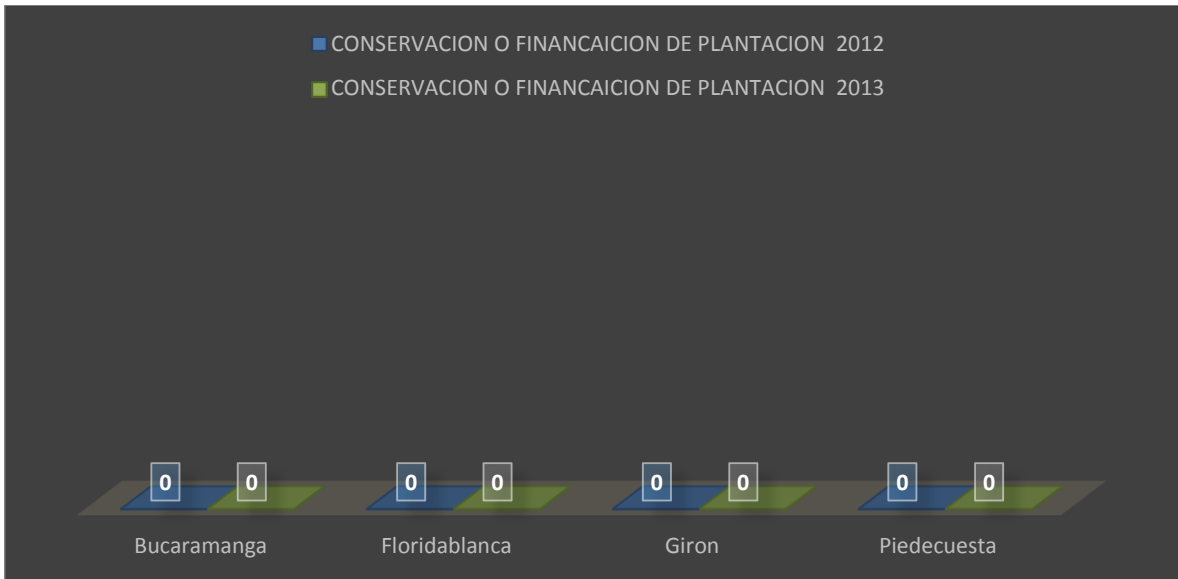 CONSERVACION O FINANCAICION DE PLANTACION 2012
CONSERVACION O FINANCAICION DE PLANTACION 2013
0 0 0 0 0 0 0 0
Bucaramanga Floridablanca Giron Piedecuesta